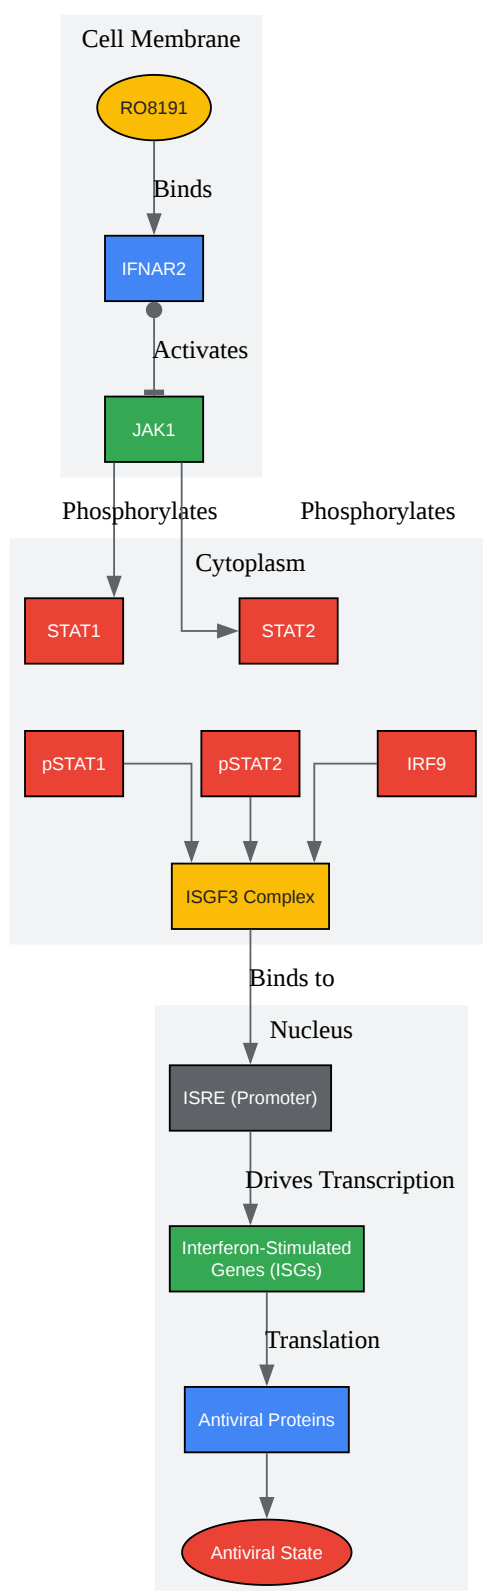 Cell Membrane
RO8191
Binds
IFNAR2
Activates
JAK1
Phosphorylates
Phosphorylates
Cytoplasm
STAT1
STAT2
pSTAT1
pSTAT2
IRF9
ISGF3 Complex
Binds to
Nucleus
ISRE (Promoter)
Drives Transcription
Interferon-Stimulated
Genes (ISGs)
Translation
Antiviral Proteins
Antiviral State